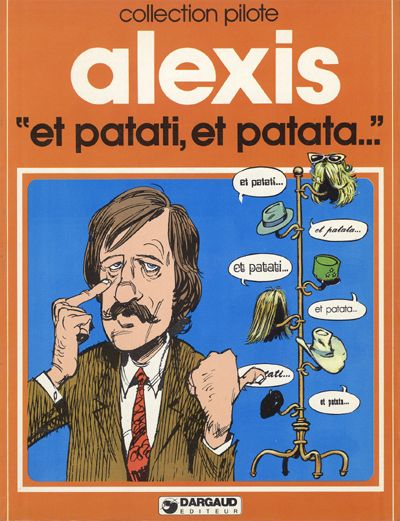 collection pilote
alexis
"et patati, et patata..."
et patati...
et patata...
et patati...
et patata...
tati...
et patata...
DARGAUD
EDITEUR